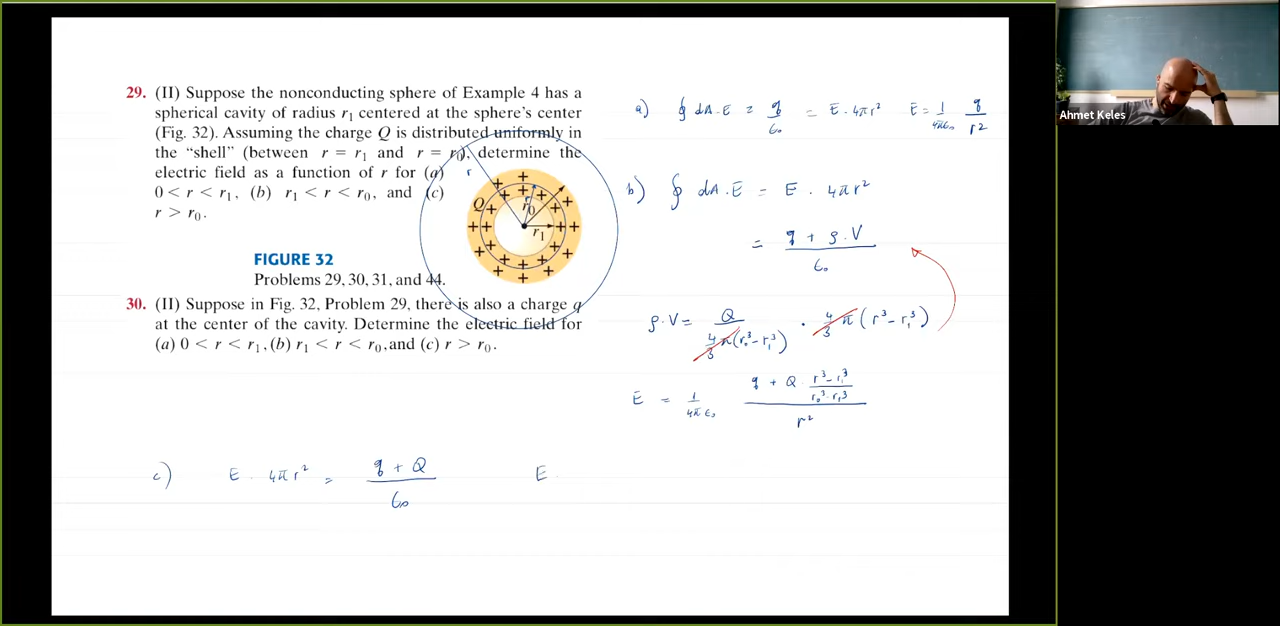 29. (II) Suppose the nonconducting sphere of Example 4 has a
spherical cavity of radius r₁ centered at the sphere's center
(Fig. 32). Assuming the charge Q is distributed uniformly in
the "shell" (between r = r₁ and r = r₀), determine the
electric field as a function of r for (a)
0 < r < r₁, (b) r₁ < r < r₀, and (c)
r > r₀.
Q
r₀
r₁
r
r
FIGURE 32
Problems 29, 30, 31, and 44.
30. (II) Suppose in Fig. 32, Problem 29, there is also a charge q
at the center of the cavity. Determine the electric field for
(a) 0 < r < r₁, (b) r₁ < r < r₀, and (c) r > r₀.
a) ∮ dA.E = q/ε₀ = E. 4πr² E = 1/4πε₀ q/r²
b) ∮ dA.E = E. 4πr²
= q + ρ.V / ε₀
ρ.V = Q / 4/3 π(r₀³-r₁³) . 4/3 π(r³-r₁³)
E = 1/4πε₀ q + Q. r³-r₁³/r₀³-r₁³ / r²
c) E. 4πr² = q + Q / ε₀ E
Ahmet Keles